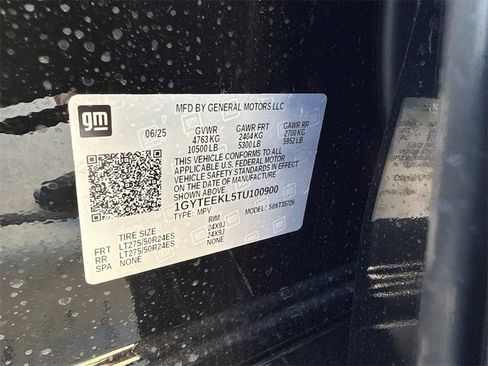 gm
MFD BY GENERAL MOTORS LLC
06/25 GVWR GAWR FRT GAWR RR
4763 KG 2404 KG 2700 KG
10500 LB 5300 LB 5952 LB
THIS VEHICLE CONFORMS TO ALL
APPLICABLE U.S. FEDERAL MOTOR
VEHICLE SAFETY STANDARDS IN EFFECT
ON THE DATE OF MANUFACTURE
SHOWN ABOVE.
1GYTEEKL5TU100900
TYPE: MPV MODEL:
TIRE SIZE RIM
FRT LT275/50R24ES 24X9J
RR LT275/50R24ES 24X9J
SPA NONE NONE